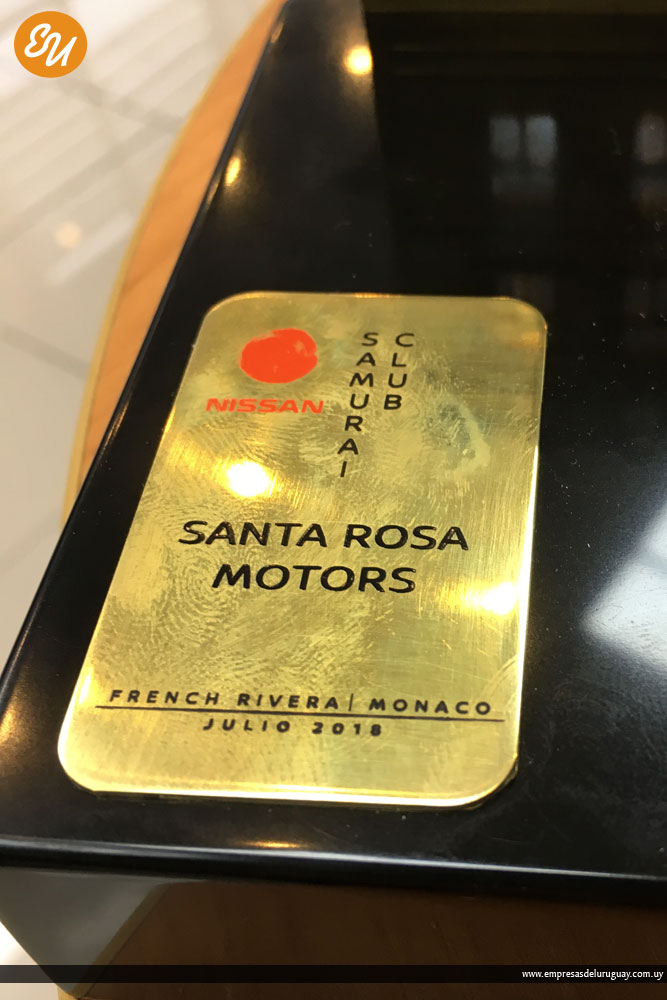 EU
NISSAN
SAMURAI
CLUB
SANTA ROSA
MOTORS
FRENCH RIVERA| MONACO
JULIO 2018
www.empresasdeluruguay.com.uy